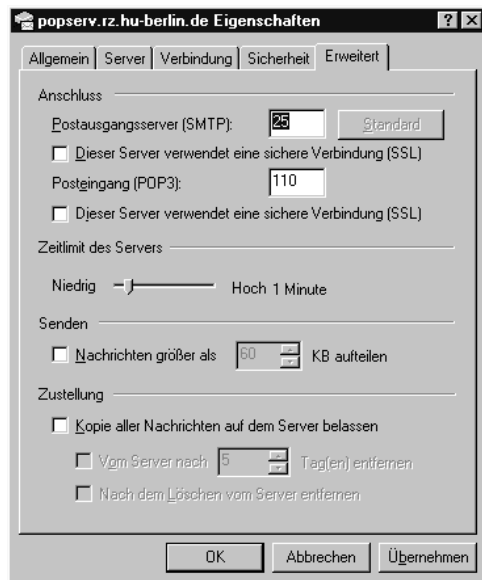 popserv.rz.hu-berlin.de Eigenschaften
Allgemein Server Verbindung Sicherheit Erweitert
Anschluss
Postausgangsserver (SMTP): 25 Standard
Dieser Server verwendet eine sichere Verbindung (SSL)
Posteingang (POP3): 110
Dieser Server verwendet eine sichere Verbindung (SSL)
Zeitlimit des Servers
Niedrig Hoch 1 Minute
Senden
Nachrichten größer als 60 KB aufteilen
Zustellung
Kopie aller Nachrichten auf dem Server belassen
Vom Server nach 5 Tag(en) entfernen
Nach dem Löschen vom Server entfernen
OK Abbrechen Übernehmen